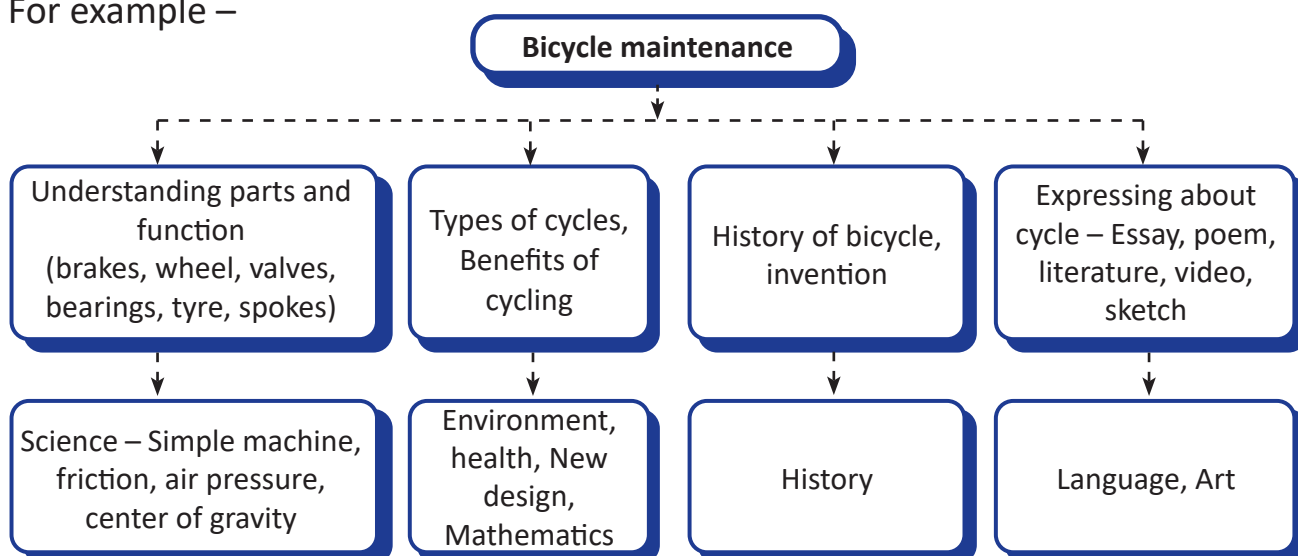 For example –
Bicycle maintenance
Understanding parts and
function
(brakes, wheel, valves,
bearings, tyre, spokes)
Types of cycles,
Benefits of
cycling
History of bicycle,
invention
Expressing about
cycle – Essay, poem,
literature, video,
sketch
Science – Simple machine,
friction, air pressure,
center of gravity
Environment,
health, New
design,
Mathematics
History
Language, Art